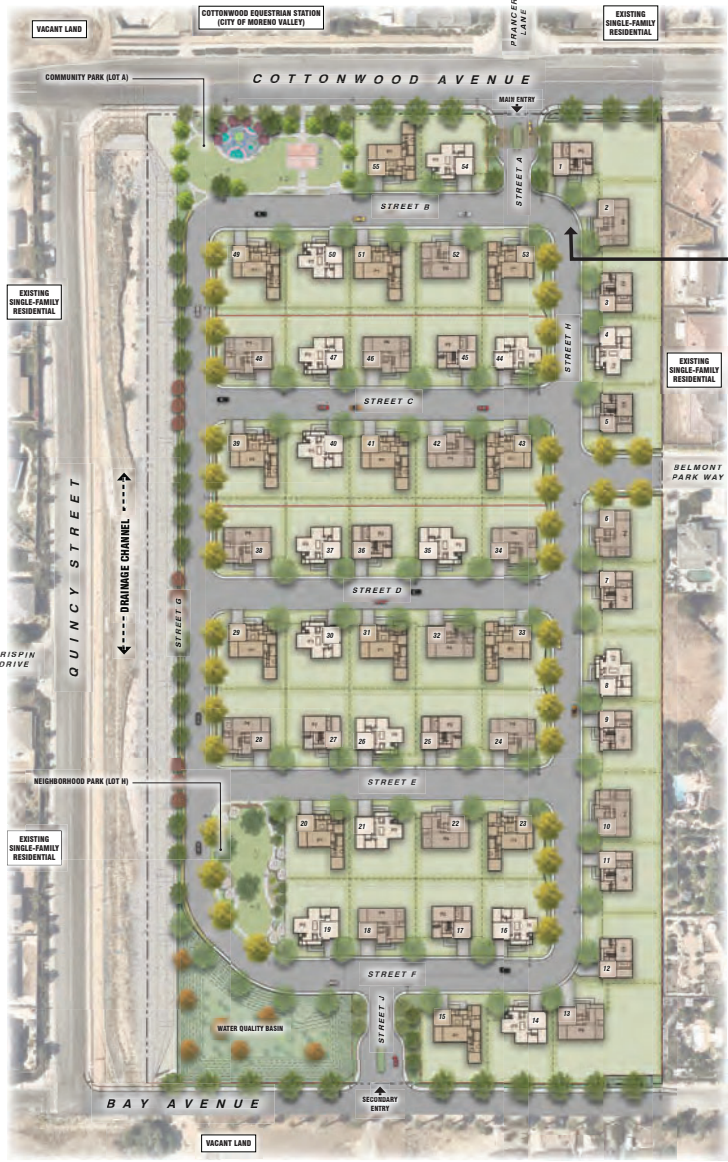 COTTONWOOD EQUESTRIAN STATION
(CITY OF MORENO VALLEY)
VACANT LAND
PRANCER
LANE
EXISTING
SINGLE-FAMILY
RESIDENTIAL
COMMUNITY PARK (LOT A)
COTTONWOOD AVENUE
MAIN ENTRY
STREET A
55
54
1
STREET B
2
49
50
51
52
53
3
4
EXISTING
SINGLE-FAMILY
RESIDENTIAL
STREET H
48
47
46
45
44
EXISTING
SINGLE-FAMILY
RESIDENTIAL
5
STREET C
39
40
41
42
43
BELMONT
PARK WAY
QUINCY STREET
DRAINAGE CHANNEL
6
38
37
36
35
34
7
STREET D
STREET G
29
30
31
32
33
RISPIN
DRIVE
8
9
28
27
26
25
24
STREET E
NEIGHBORHOOD PARK (LOT H)
10
20
21
22
23
EXISTING
SINGLE-FAMILY
RESIDENTIAL
11
19
18
17
16
12
STREET F
15
14
13
STREET J
WATER QUALITY BASIN
BAY AVENUE
SECONDARY
ENTRY
VACANT LAND